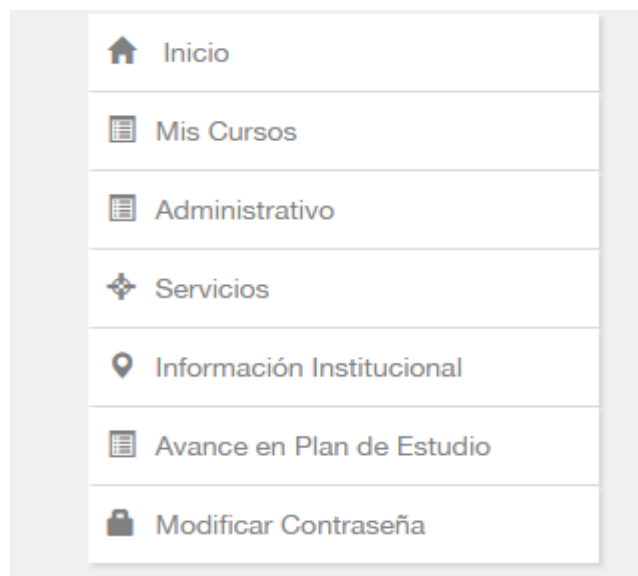 Inicio
Mis Cursos
Administrativo
Servicios
Información Institucional
Avance en Plan de Estudio
Modificar Contraseña